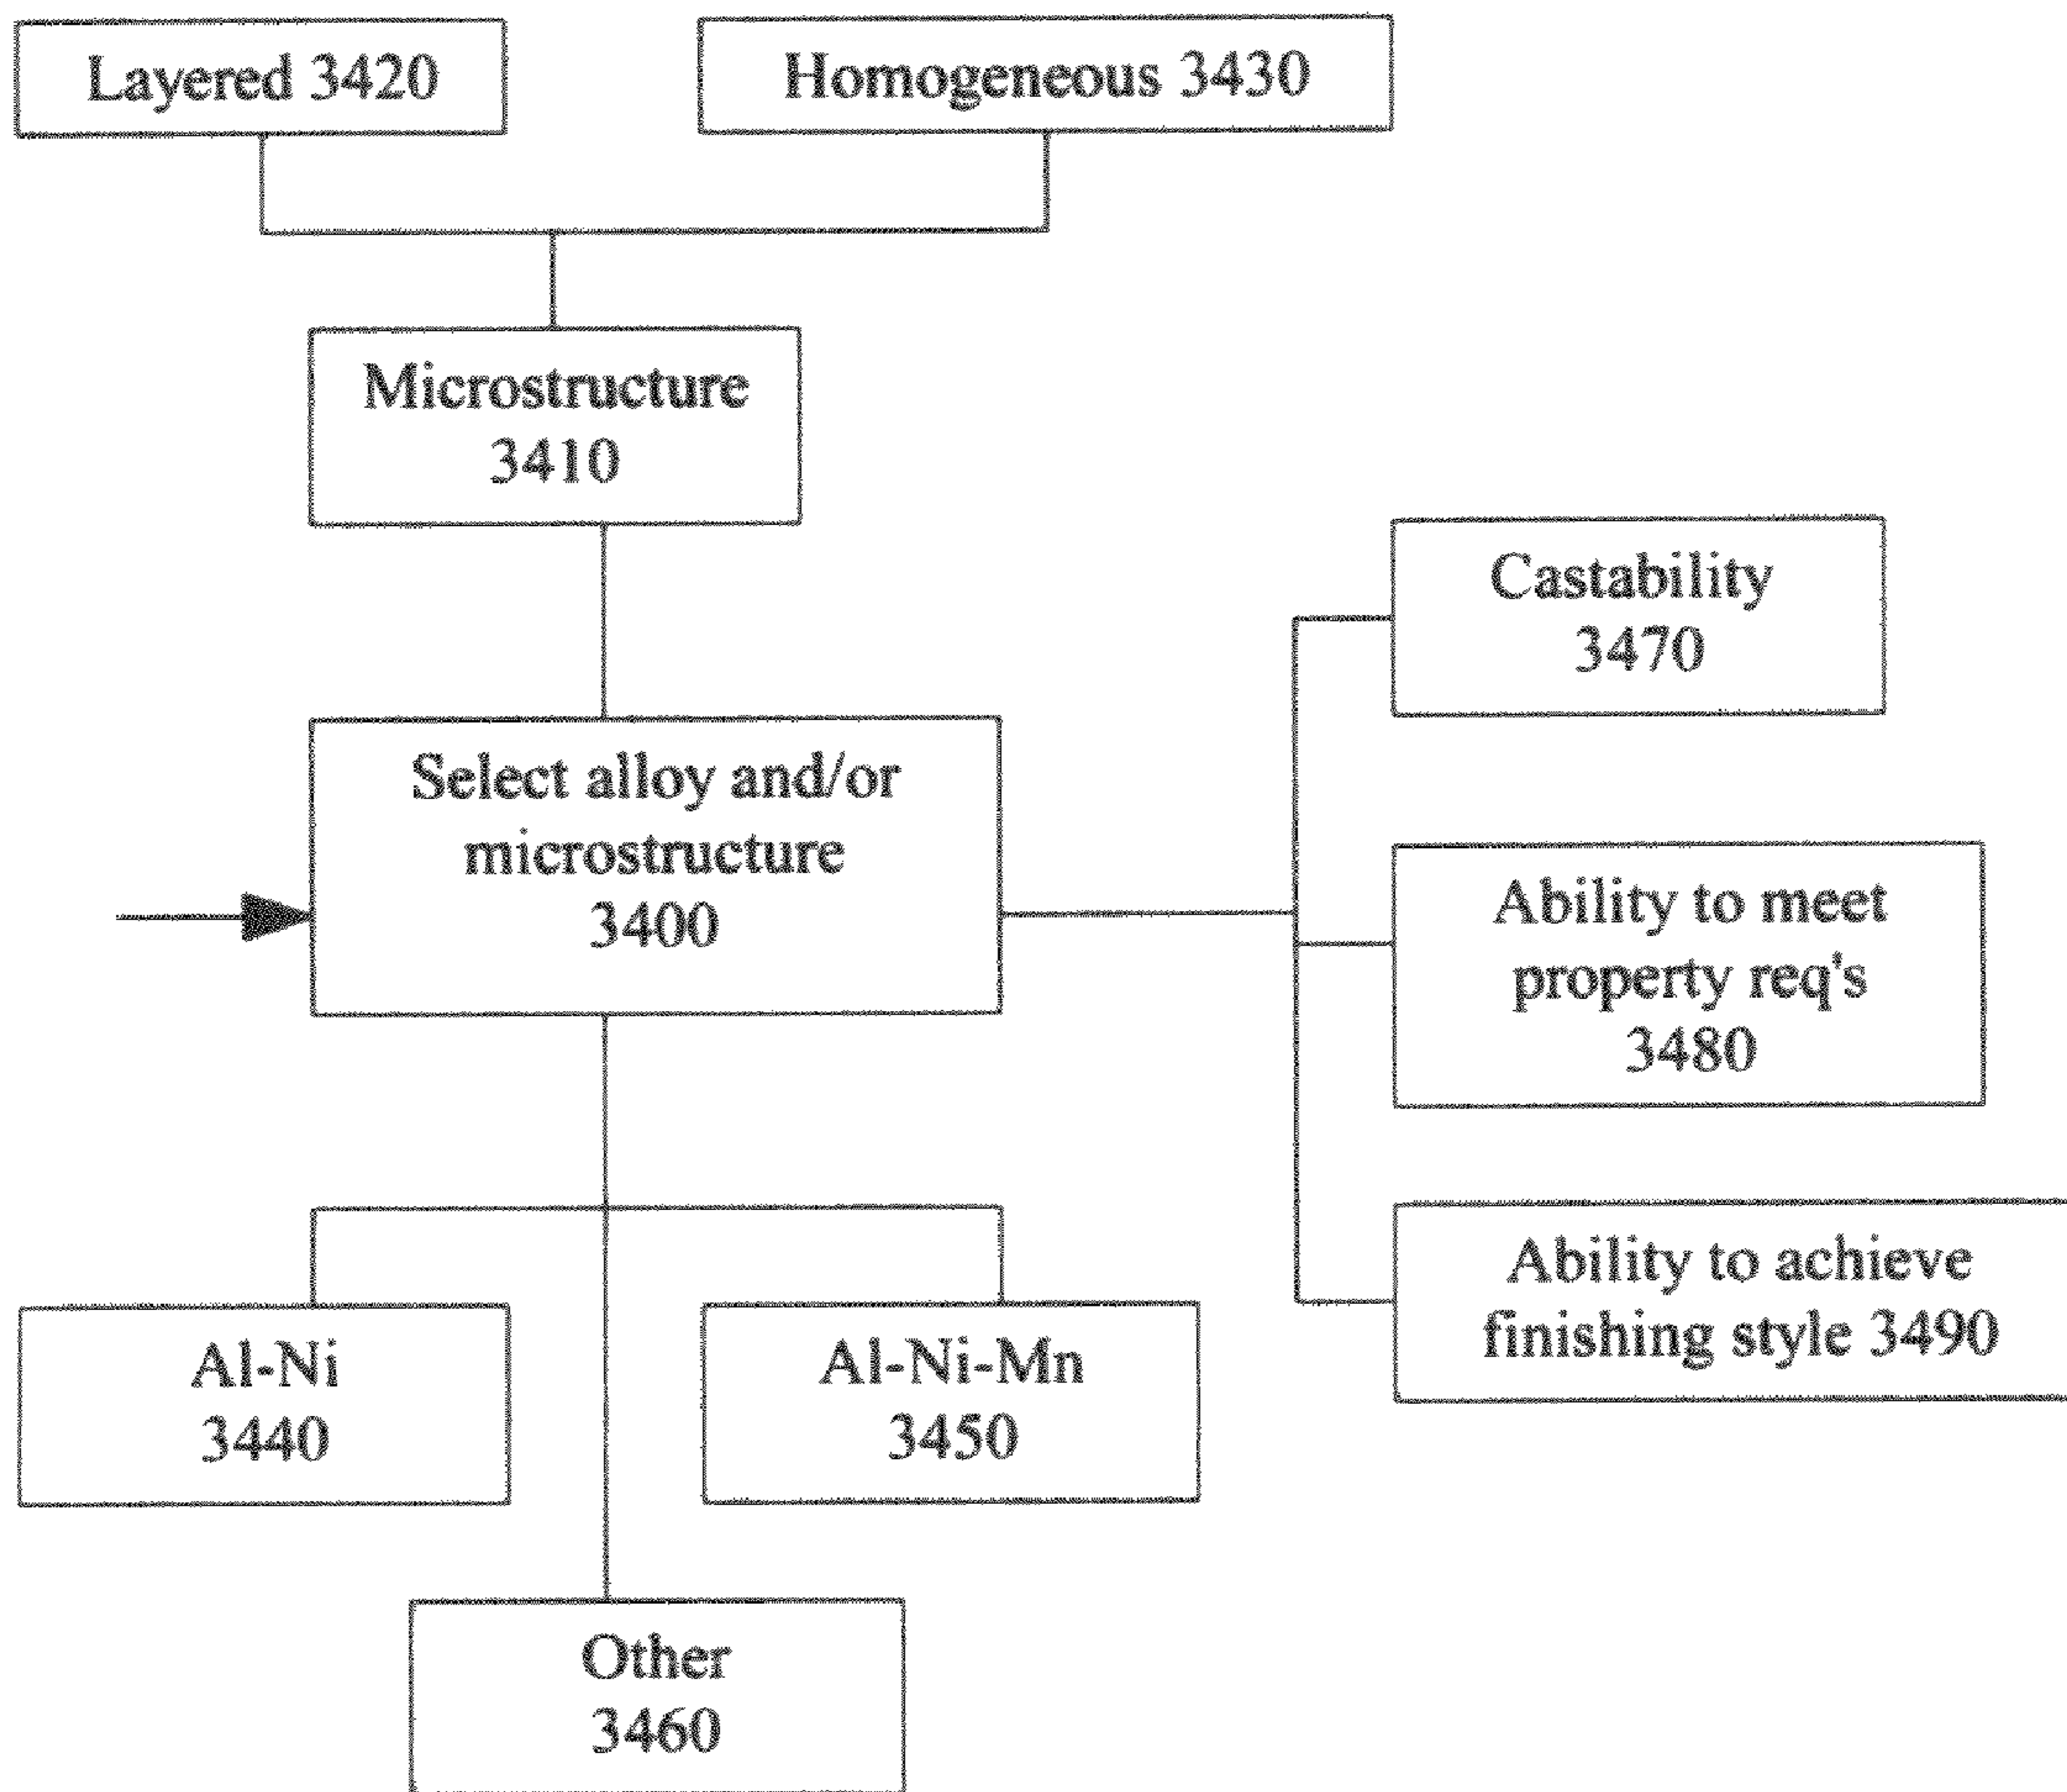 Layered 3420
Homogeneous 3430
Microstructure
3410
Select alloy and/or
microstructure
3400
Castability
3470
Ability to meet
property req's
3480
Ability to achieve
finishing style 3490
Al-Ni
3440
Al-Ni-Mn
3450
Other
3460